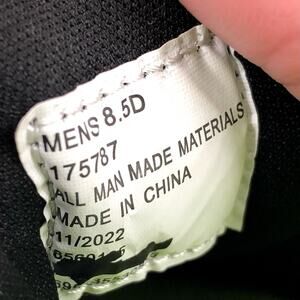 MENS 8.5D
175787
ALL MAN MADE MATERIALS
MADE IN CHINA
11/2022